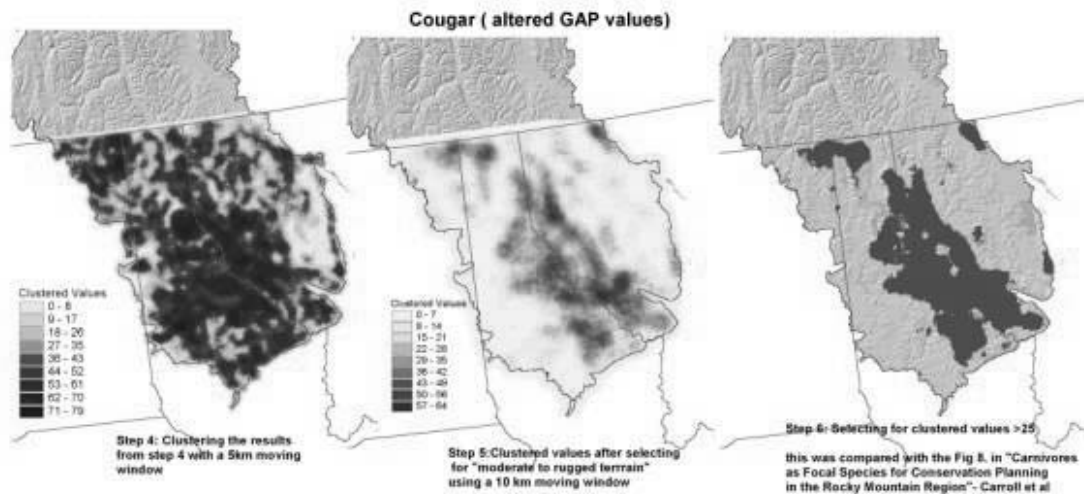 Cougar ( altered GAP values)
Clustered Values
0 - 8
9 - 17
18 - 26
27 - 35
36 - 43
44 - 52
53 - 61
62 - 70
71 - 79
Step 4: Clustering the results
from step 4 with a 5km moving
window
Clustered Values
0 - 7
8 - 14
15 - 21
22 - 28
29 - 35
36 - 42
43 - 49
50 - 56
57 - 64
Step 5:Clustered values after selecting
for "moderate to rugged terrrain"
using a 10 km moving window
Step 6: Selecting for clustered values >25
this was compared with the Fig 8. in "Carnivores
as Focal Species for Conservation Planning
in the Rocky Mountain Region"- Carroll et al